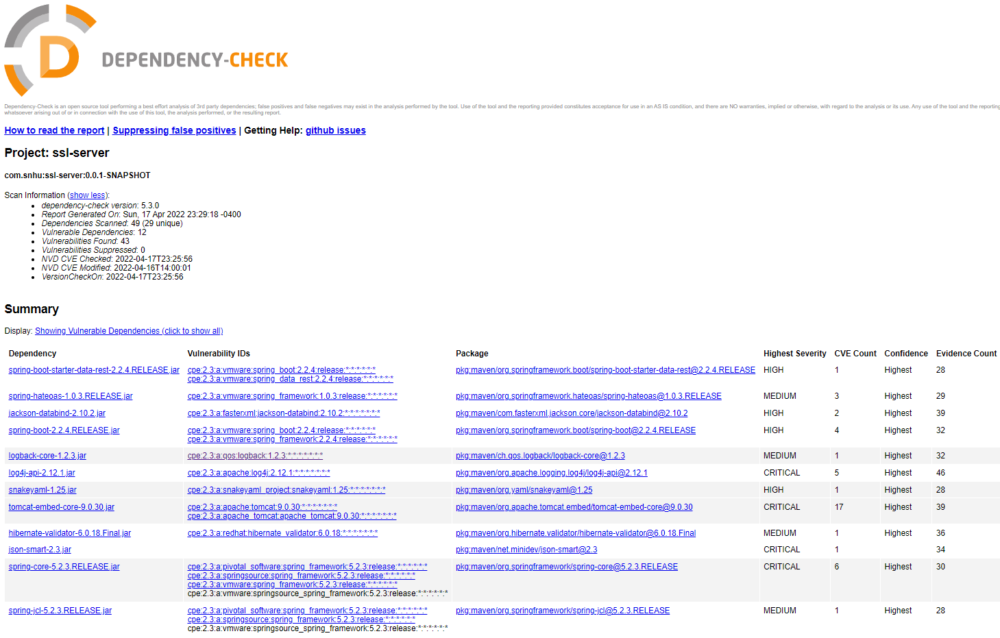 D DEPENDENCY-CHECK
Dependency-Check is an open source tool performing a best effort analysis of 3rd party dependencies; false positives and false negatives may exist in the analysis performed by the tool. Use of the tool and the reporting provided constitutes acceptance for use in an AS IS condition, and there are NO warranties, implied or otherwise, with regard to the analysis or its use. Any use of the tool and the reporting
whatsoever arising out of or in connection with the use of this tool, the analysis performed, or the resulting report.
How to read the report | Suppressing false positives | Getting Help: github issues
Project: ssl-server
com.snhu:ssl-server:0.0.1-SNAPSHOT
Scan Information (show less):
• dependency-check version: 5.3.0
• Report Generated On: Sun, 17 Apr 2022 23:29:18 -0400
• Dependencies Scanned: 49 (29 unique)
• Vulnerable Dependencies: 12
• Vulnerabilities Found: 43
• Vulnerabilities Suppressed: 0
• NVD CVE Checked: 2022-04-17T23:25:56
• NVD CVE Modified: 2022-04-16T14:00:01
• VersionCheckOn: 2022-04-17T23:25:56
Summary
Display: Showing Vulnerable Dependencies (click to show all)
Dependency Vulnerability IDs Package Highest Severity CVE Count Confidence Evidence Count
spring-boot-starter-data-rest-2.2.4.RELEASE.jar cpe:2.3:a:vmware:spring_boot:2.2.4:release:*:*:*:*:*:* pkg:maven/org.springframework.boot/spring-boot-starter-data-rest@2.2.4.RELEASE HIGH 1 Highest 28
cpe:2.3:a:vmware:spring_data_rest:2.2.4:release:*:*:*:*:*:*
spring-hateoas-1.0.3.RELEASE.jar cpe:2.3:a:vmware:spring_framework:1.0.3:release:*:*:*:*:*:* pkg:maven/org.springframework.hateoas/spring-hateoas@1.0.3.RELEASE MEDIUM 3 Highest 29
jackson-databind-2.10.2.jar cpe:2.3:a:fasterxml:jackson-databind:2.10.2:*:*:*:*:*:*:* pkg:maven/com.fasterxml.jackson.core/jackson-databind@2.10.2 HIGH 2 Highest 39
spring-boot-2.2.4.RELEASE.jar cpe:2.3:a:vmware:spring_boot:2.2.4:release:*:*:*:*:*:* pkg:maven/org.springframework.boot/spring-boot@2.2.4.RELEASE HIGH 4 Highest 32
cpe:2.3:a:vmware:spring_framework:2.2.4:release:*:*:*:*:*:*
logback-core-1.2.3.jar cpe:2.3:a:qos:logback:1.2.3:*:*:*:*:*:*:* pkg:maven/ch.qos.logback/logback-core@1.2.3 MEDIUM 1 Highest 32
log4j-api-2.12.1.jar cpe:2.3:a:apache:log4j:2.12.1:*:*:*:*:*:*:* pkg:maven/org.apache.logging.log4j/log4j-api@2.12.1 CRITICAL 5 Highest 46
snakeyaml-1.25.jar cpe:2.3:a:snakeyaml_project:snakeyaml:1.25:*:*:*:*:*:*:* pkg:maven/org.yaml/snakeyaml@1.25 HIGH 1 Highest 28
tomcat-embed-core-9.0.30.jar cpe:2.3:a:apache:tomcat:9.0.30:*:*:*:*:*:*:* pkg:maven/org.apache.tomcat.embed/tomcat-embed-core@9.0.30 CRITICAL 17 Highest 39
cpe:2.3:a:apache_tomcat:apache_tomcat:9.0.30:*:*:*:*:*:*:*
hibernate-validator-6.0.18.Final.jar cpe:2.3:a:redhat:hibernate_validator:6.0.18:*:*:*:*:*:*:* pkg:maven/org.hibernate.validator/hibernate-validator@6.0.18.Final MEDIUM 1 Highest 36
json-smart-2.3.jar pkg:maven/net.minidev/json-smart@2.3 CRITICAL 1 34
spring-core-5.2.3.RELEASE.jar cpe:2.3:a:pivotal_software:spring_framework:5.2.3:release:*:*:*:*:*:* pkg:maven/org.springframework/spring-core@5.2.3.RELEASE CRITICAL 6 Highest 30
cpe:2.3:a:springsource:spring_framework:5.2.3:release:*:*:*:*:*:*
cpe:2.3:a:vmware:spring_framework:5.2.3:release:*:*:*:*:*:*
cpe:2.3:a:vmware:springsource_spring_framework:5.2.3:release:*:*:*:*:*:*
spring-jcl-5.2.3.RELEASE.jar cpe:2.3:a:pivotal_software:spring_framework:5.2.3:release:*:*:*:*:*:* pkg:maven/org.springframework/spring-jcl@5.2.3.RELEASE MEDIUM 1 Highest 28
cpe:2.3:a:springsource:spring_framework:5.2.3:release:*:*:*:*:*:*
cpe:2.3:a:vmware:springsource_spring_framework:5.2.3:release:*:*:*:*:*:*